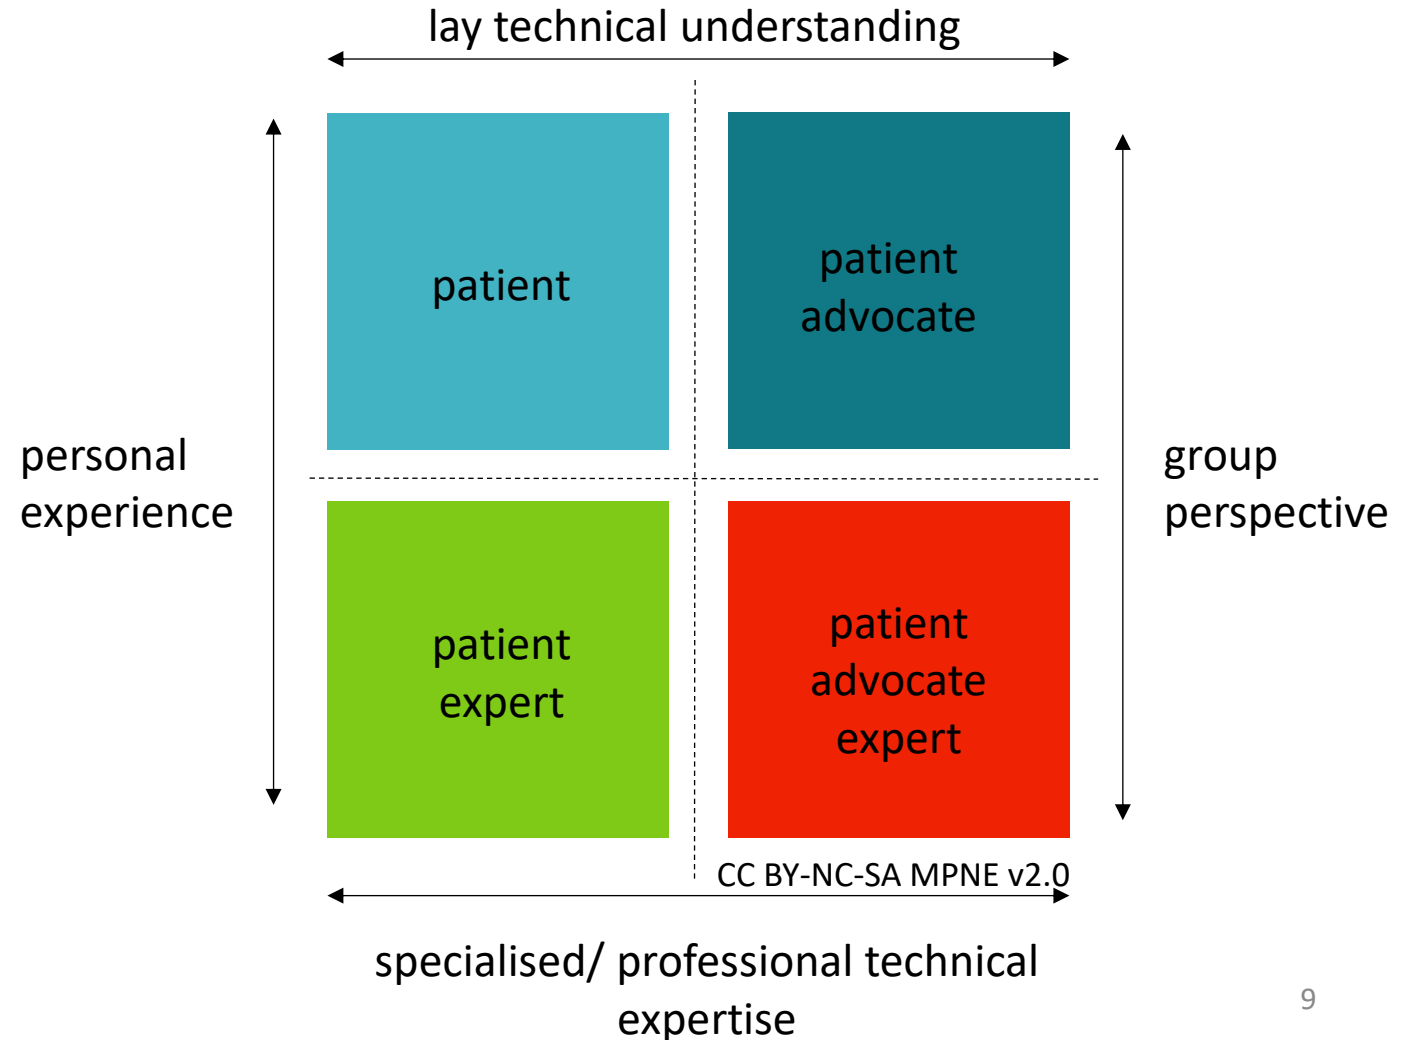 lay technical understanding
patient
patient
advocate
personal
experience
group
perspective
patient
expert
patient
advocate
expert
CC BY-NC-SA MPNE v2.0
specialised/ professional technical
expertise
9